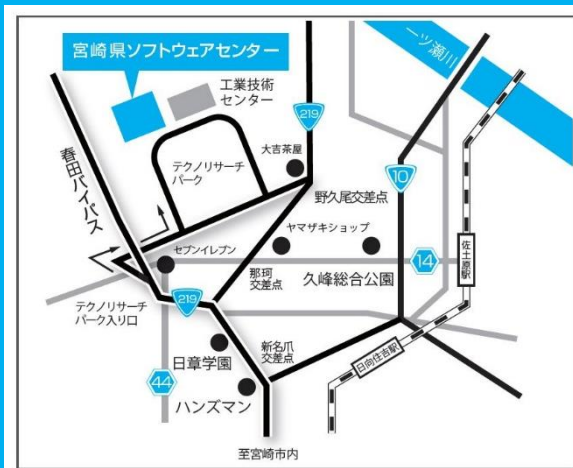 宮崎県ソフトウェアセンター
工業技術
センター
219
一ツ瀬川
大吉茶屋
テクノリサーチ
パーク
春田バイパス
10
野久尾交差点
ヤマザキショップ
セブンイレブン
那珂
交差点
久峰総合公園
14
佐土原駅
テクノリサーチ
パーク入り口
219
新名爪
交差点
日章学園
日向住吉駅
44
ハンズマン
至宮崎市内